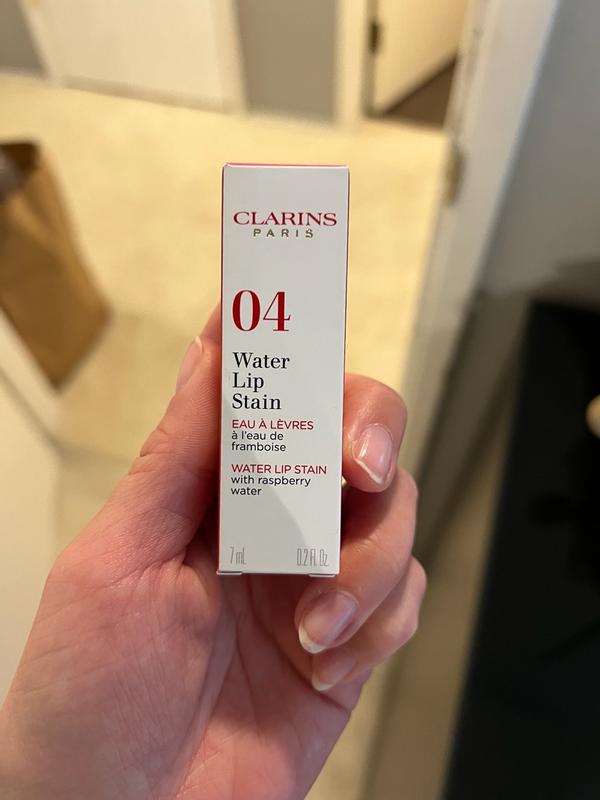 CLARINS
PARIS
04
Water
Lip
Stain
EAU À LÈVRES
à l'eau de
framboise
WATER LIP STAIN
with raspberry
water
7 mL 0.2 Fl. Oz.